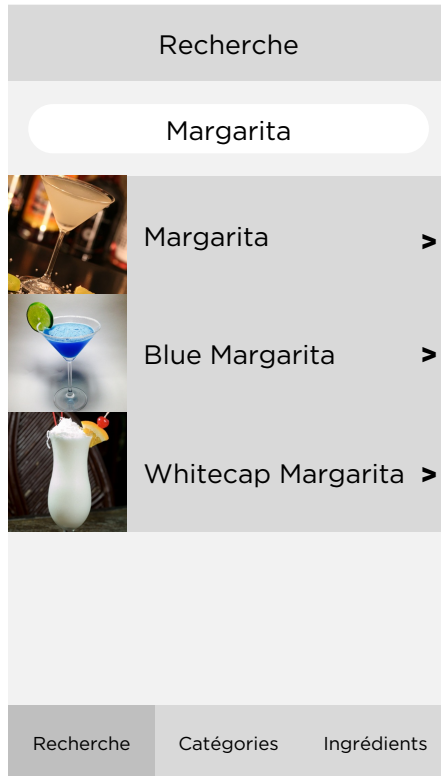 Recherche
Margarita
Margarita >
Blue Margarita >
Whitecap Margarita >
Recherche Catégories Ingrédients